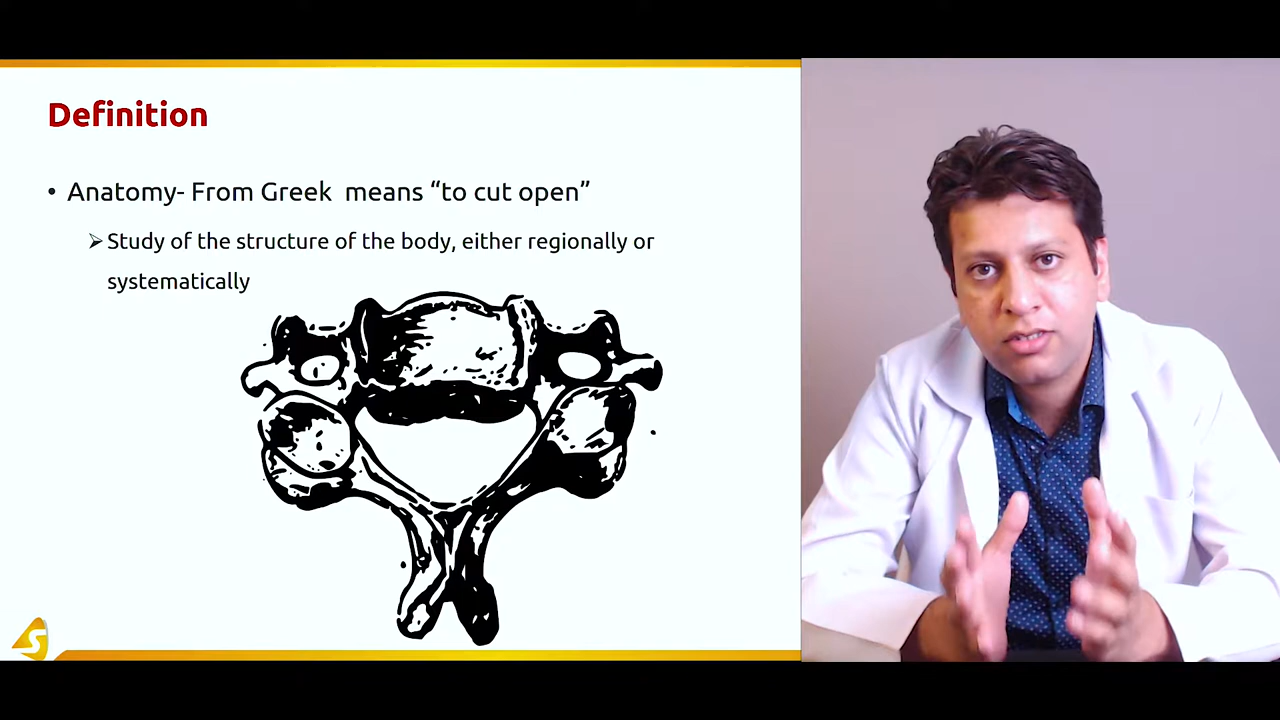 Definition
• Anatomy- From Greek  means “to cut open”
➢ Study of the structure of the body, either regionally or
systematically
S